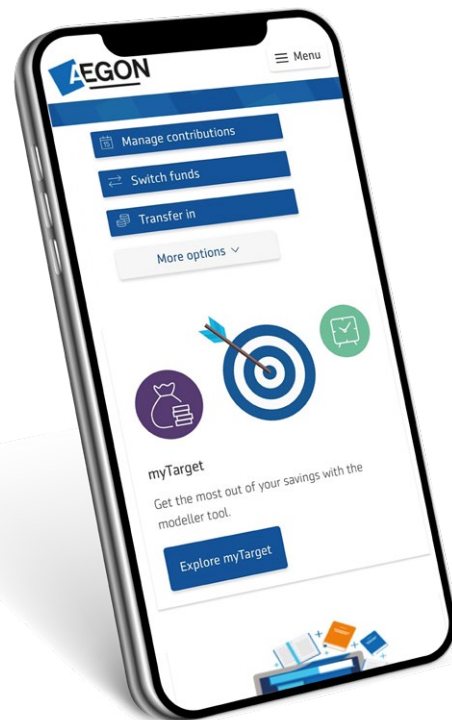 AEGON
Menu
Manage contributions
Switch funds
Transfer in
More options
myTarget
Get the most out of your savings with the
modeller tool.
Explore myTarget